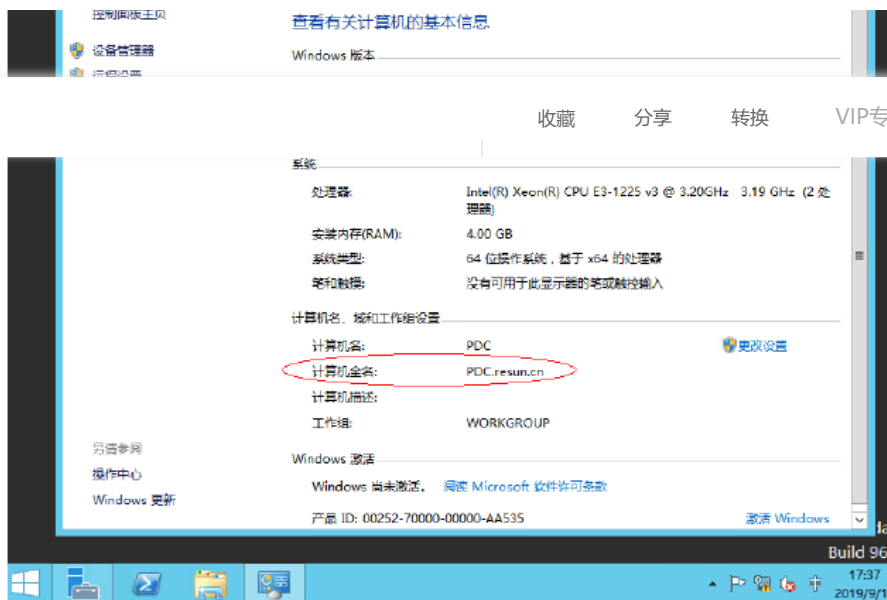 控制面板主页
查看有关计算机的基本信息
设备管理器
Windows 版本
远程设置
收藏 分享 转换 VIP专
系统
处理器: Intel(R) Xeon(R) CPU E3-1225 v3 @ 3.20GHz 3.19 GHz (2 处
理器)
安装内存(RAM): 4.00 GB
系统类型: 64 位操作系统，基于 x64 的处理器
笔和触摸: 没有可用于此显示器的笔或触控输入
计算机名、域和工作组设置
计算机名: PDC 更改设置
计算机全名: PDC.resun.cn
计算机描述:
工作组: WORKGROUP
另请参阅
操作中心
Windows 更新
Windows 激活
Windows 尚未激活。 阅读 Microsoft 软件许可条款
产品 ID: 00252-70000-00000-AA535 激活 Windows
Build 96
中 17:37
2019/9/1